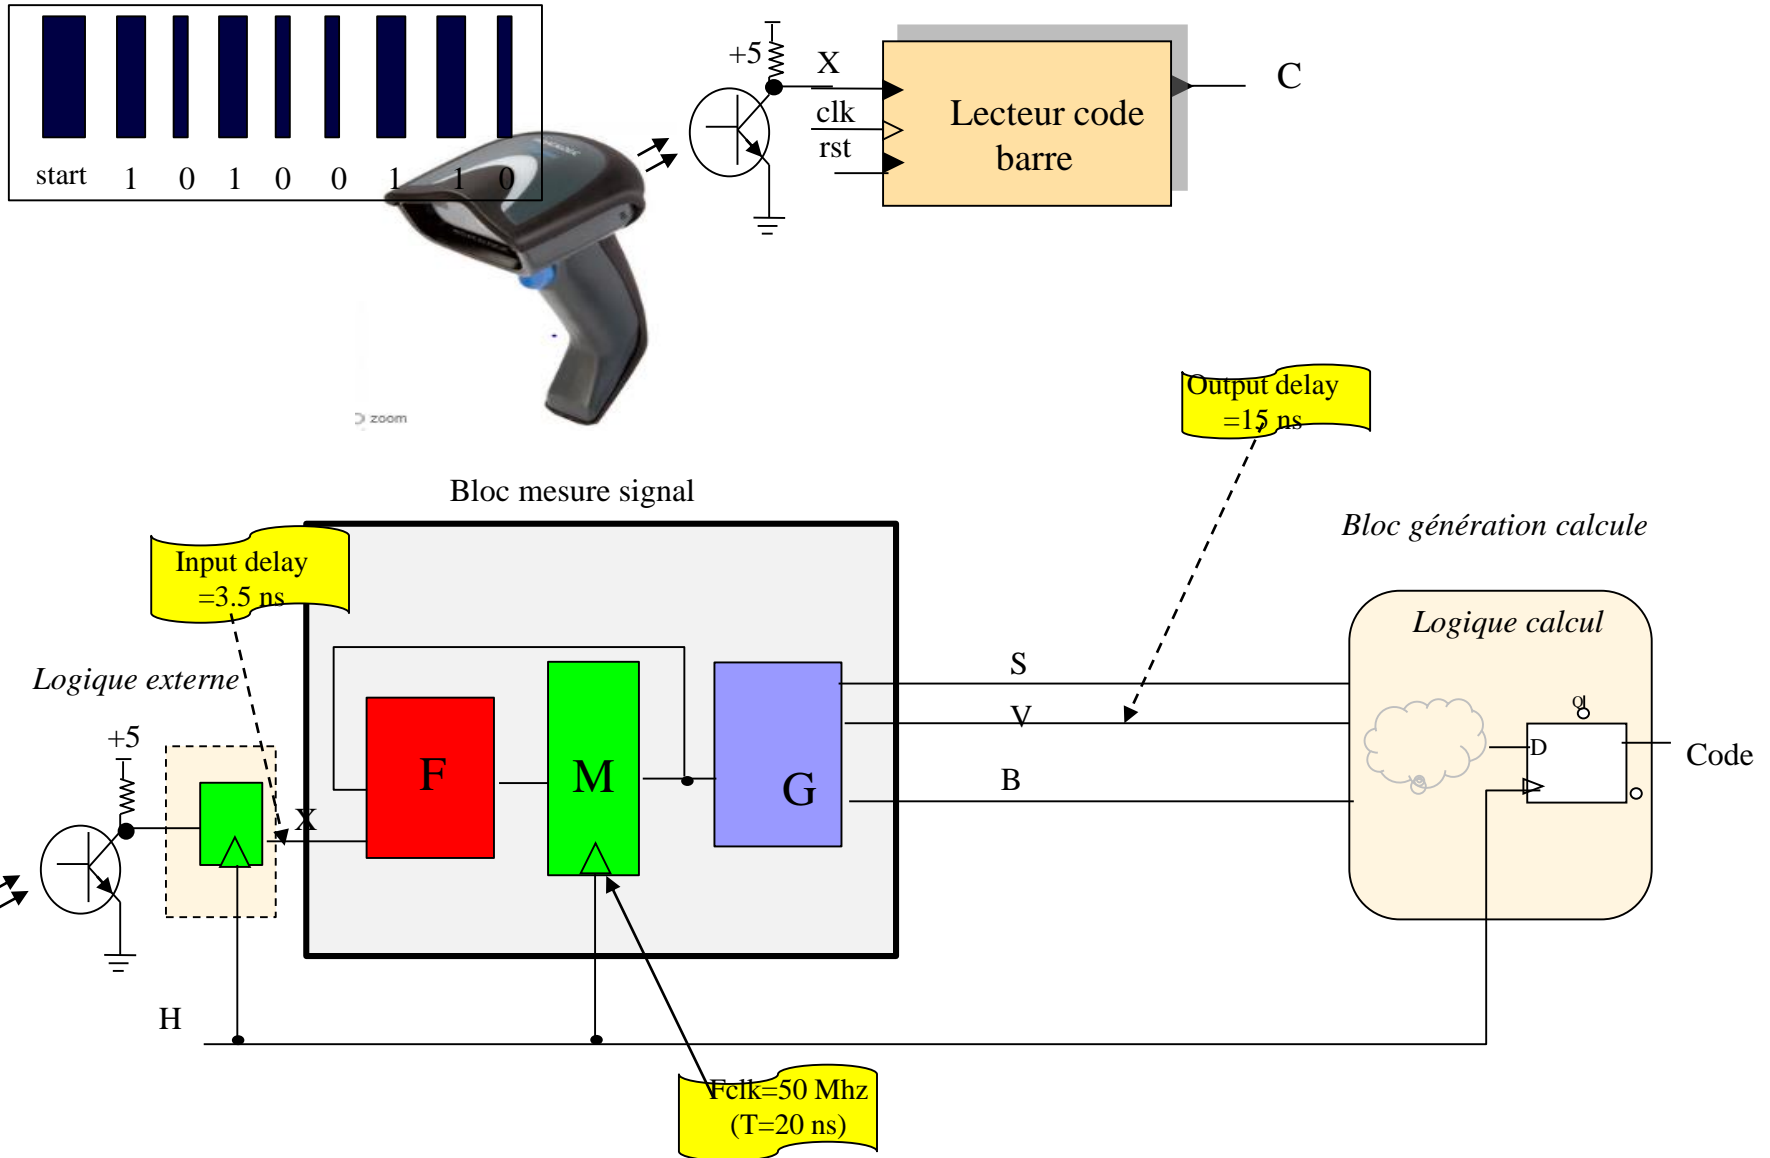 start 1 0 1 0 0 1 1 0
zoom
+5
X
clk
rst
Lecteur code
barre
C
Output delay
=15 ns
Bloc mesure signal
Bloc génération calcule
Input delay
=3.5 ns
Logique externe
+5
X
F
M
G
S
V
B
Logique calcul
Q
D
Code
H
Fclk=50 Mhz
(T=20 ns)